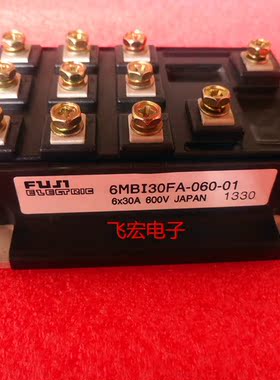 FUJI
ELECTRIC
6MBI30FA-060-01
6x30A 600V JAPAN 1330
飞宏电子